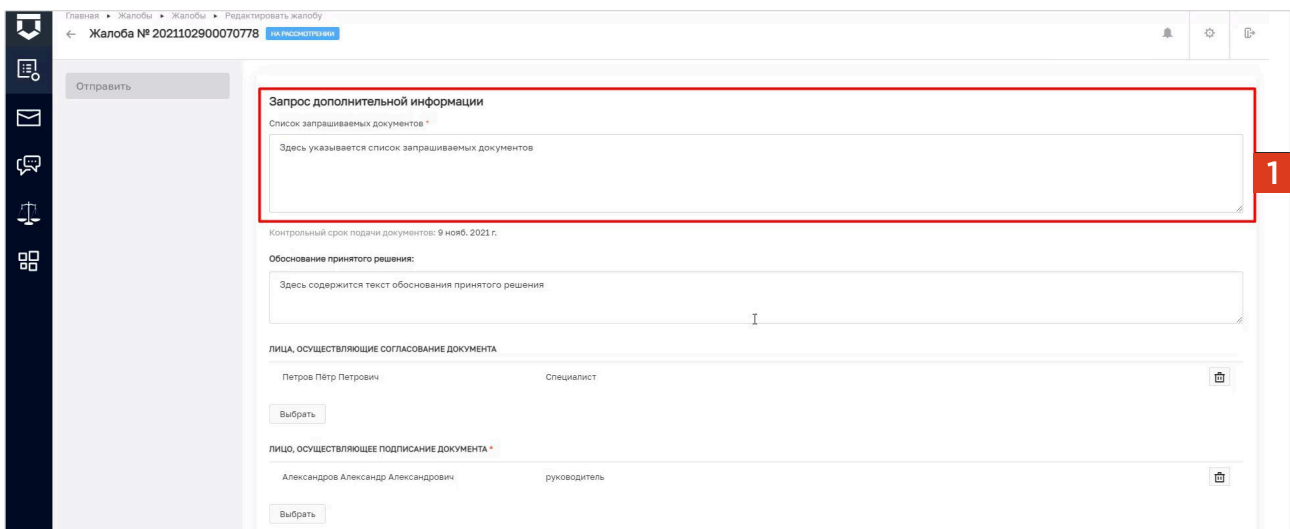 Главная ▸ Жалобы ▸ Жалобы ▸ Редактировать жалобу
← Жалоба № 2021102900070778 НА РАССМОТРЕНИИ
Отправить
Запрос дополнительной информации
Список запрашиваемых документов *
Здесь указывается список запрашиваемых документов
1
Контрольный срок подачи документов: 9 нояб. 2021 г.
Обоснование принятого решения:
Здесь содержится текст обоснования принятого решения
ЛИЦА, ОСУЩЕСТВЛЯЮЩИЕ СОГЛАСОВАНИЕ ДОКУМЕНТА
Петров Пётр Петрович Специалист
Выбрать
ЛИЦО, ОСУЩЕСТВЛЯЮЩЕЕ ПОДПИСАНИЕ ДОКУМЕНТА *
Александров Александр Александрович руководитель
Выбрать